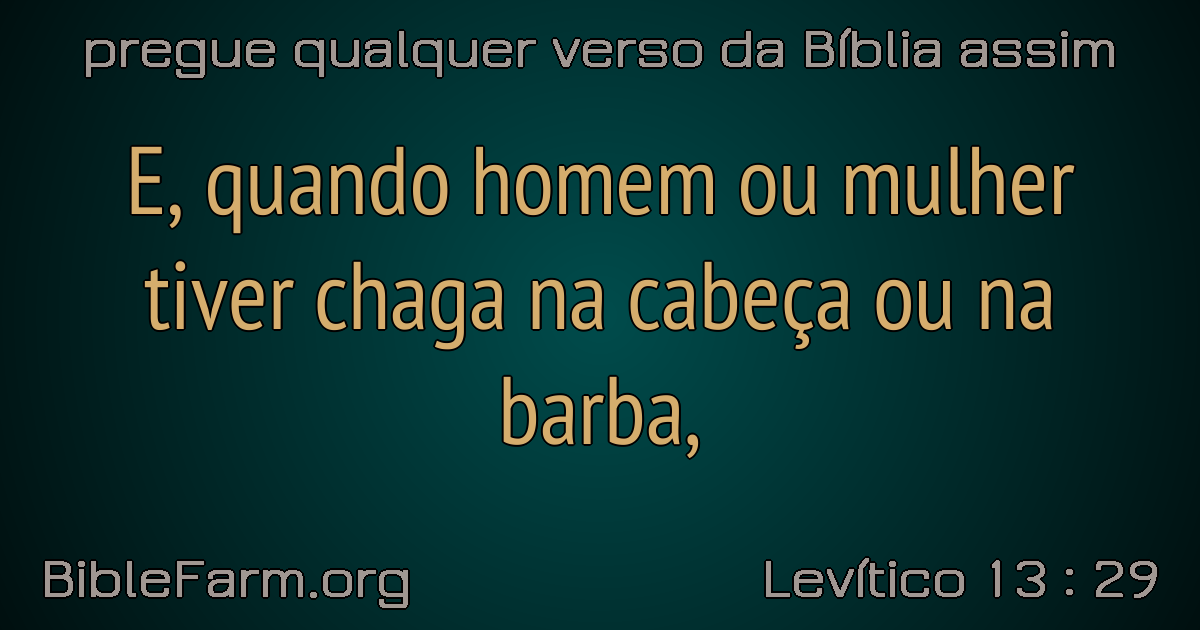 pregue qualquer verso da Bíblia assim
E, quando homem ou mulher
tiver chaga na cabeça ou na
barba,
BibleFarm.org
Levítico 13 : 29